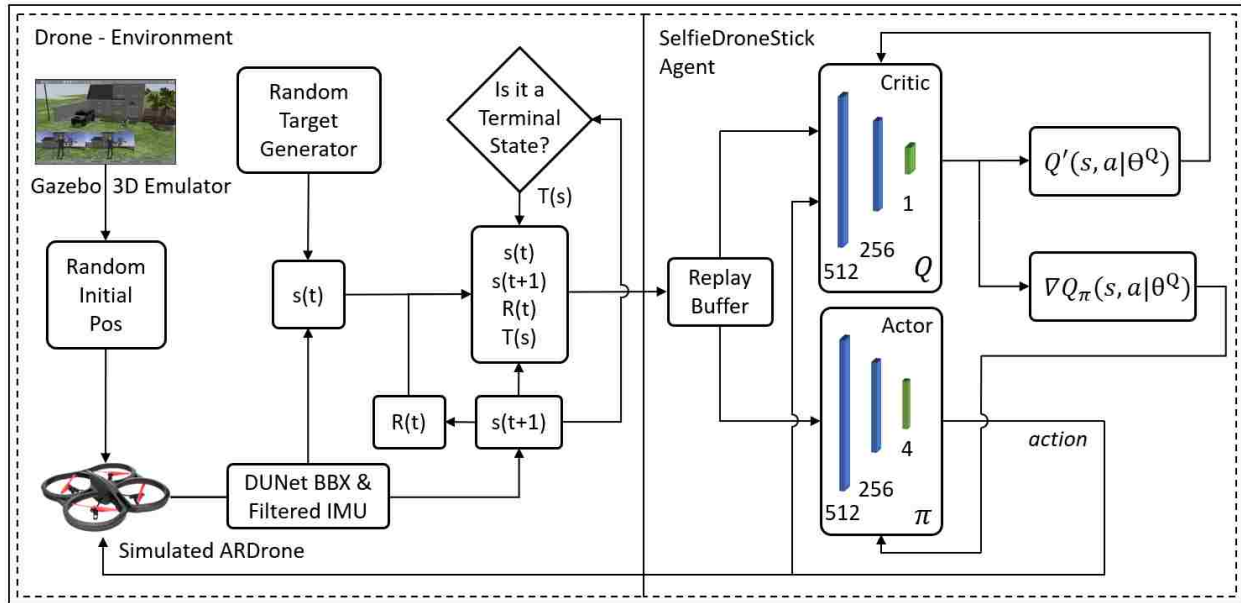 Drone - Environment
Gazebo 3D Emulator
Random
Initial
Pos
Simulated ARDrone
Random
Target
Generator
s(t)
DUNet BBX &
Filtered IMU
Is it a
Terminal
State?
T(s)
s(t)
s(t+1)
R(t)
T(s)
R(t)
s(t+1)
SelfieDroneStick
Agent
Replay
Buffer
Critic
512
256
1
Q
Actor
512
256
4
π
Q′(s, a|θ^Q)
∇Q_π(s, a|θ^Q)
action